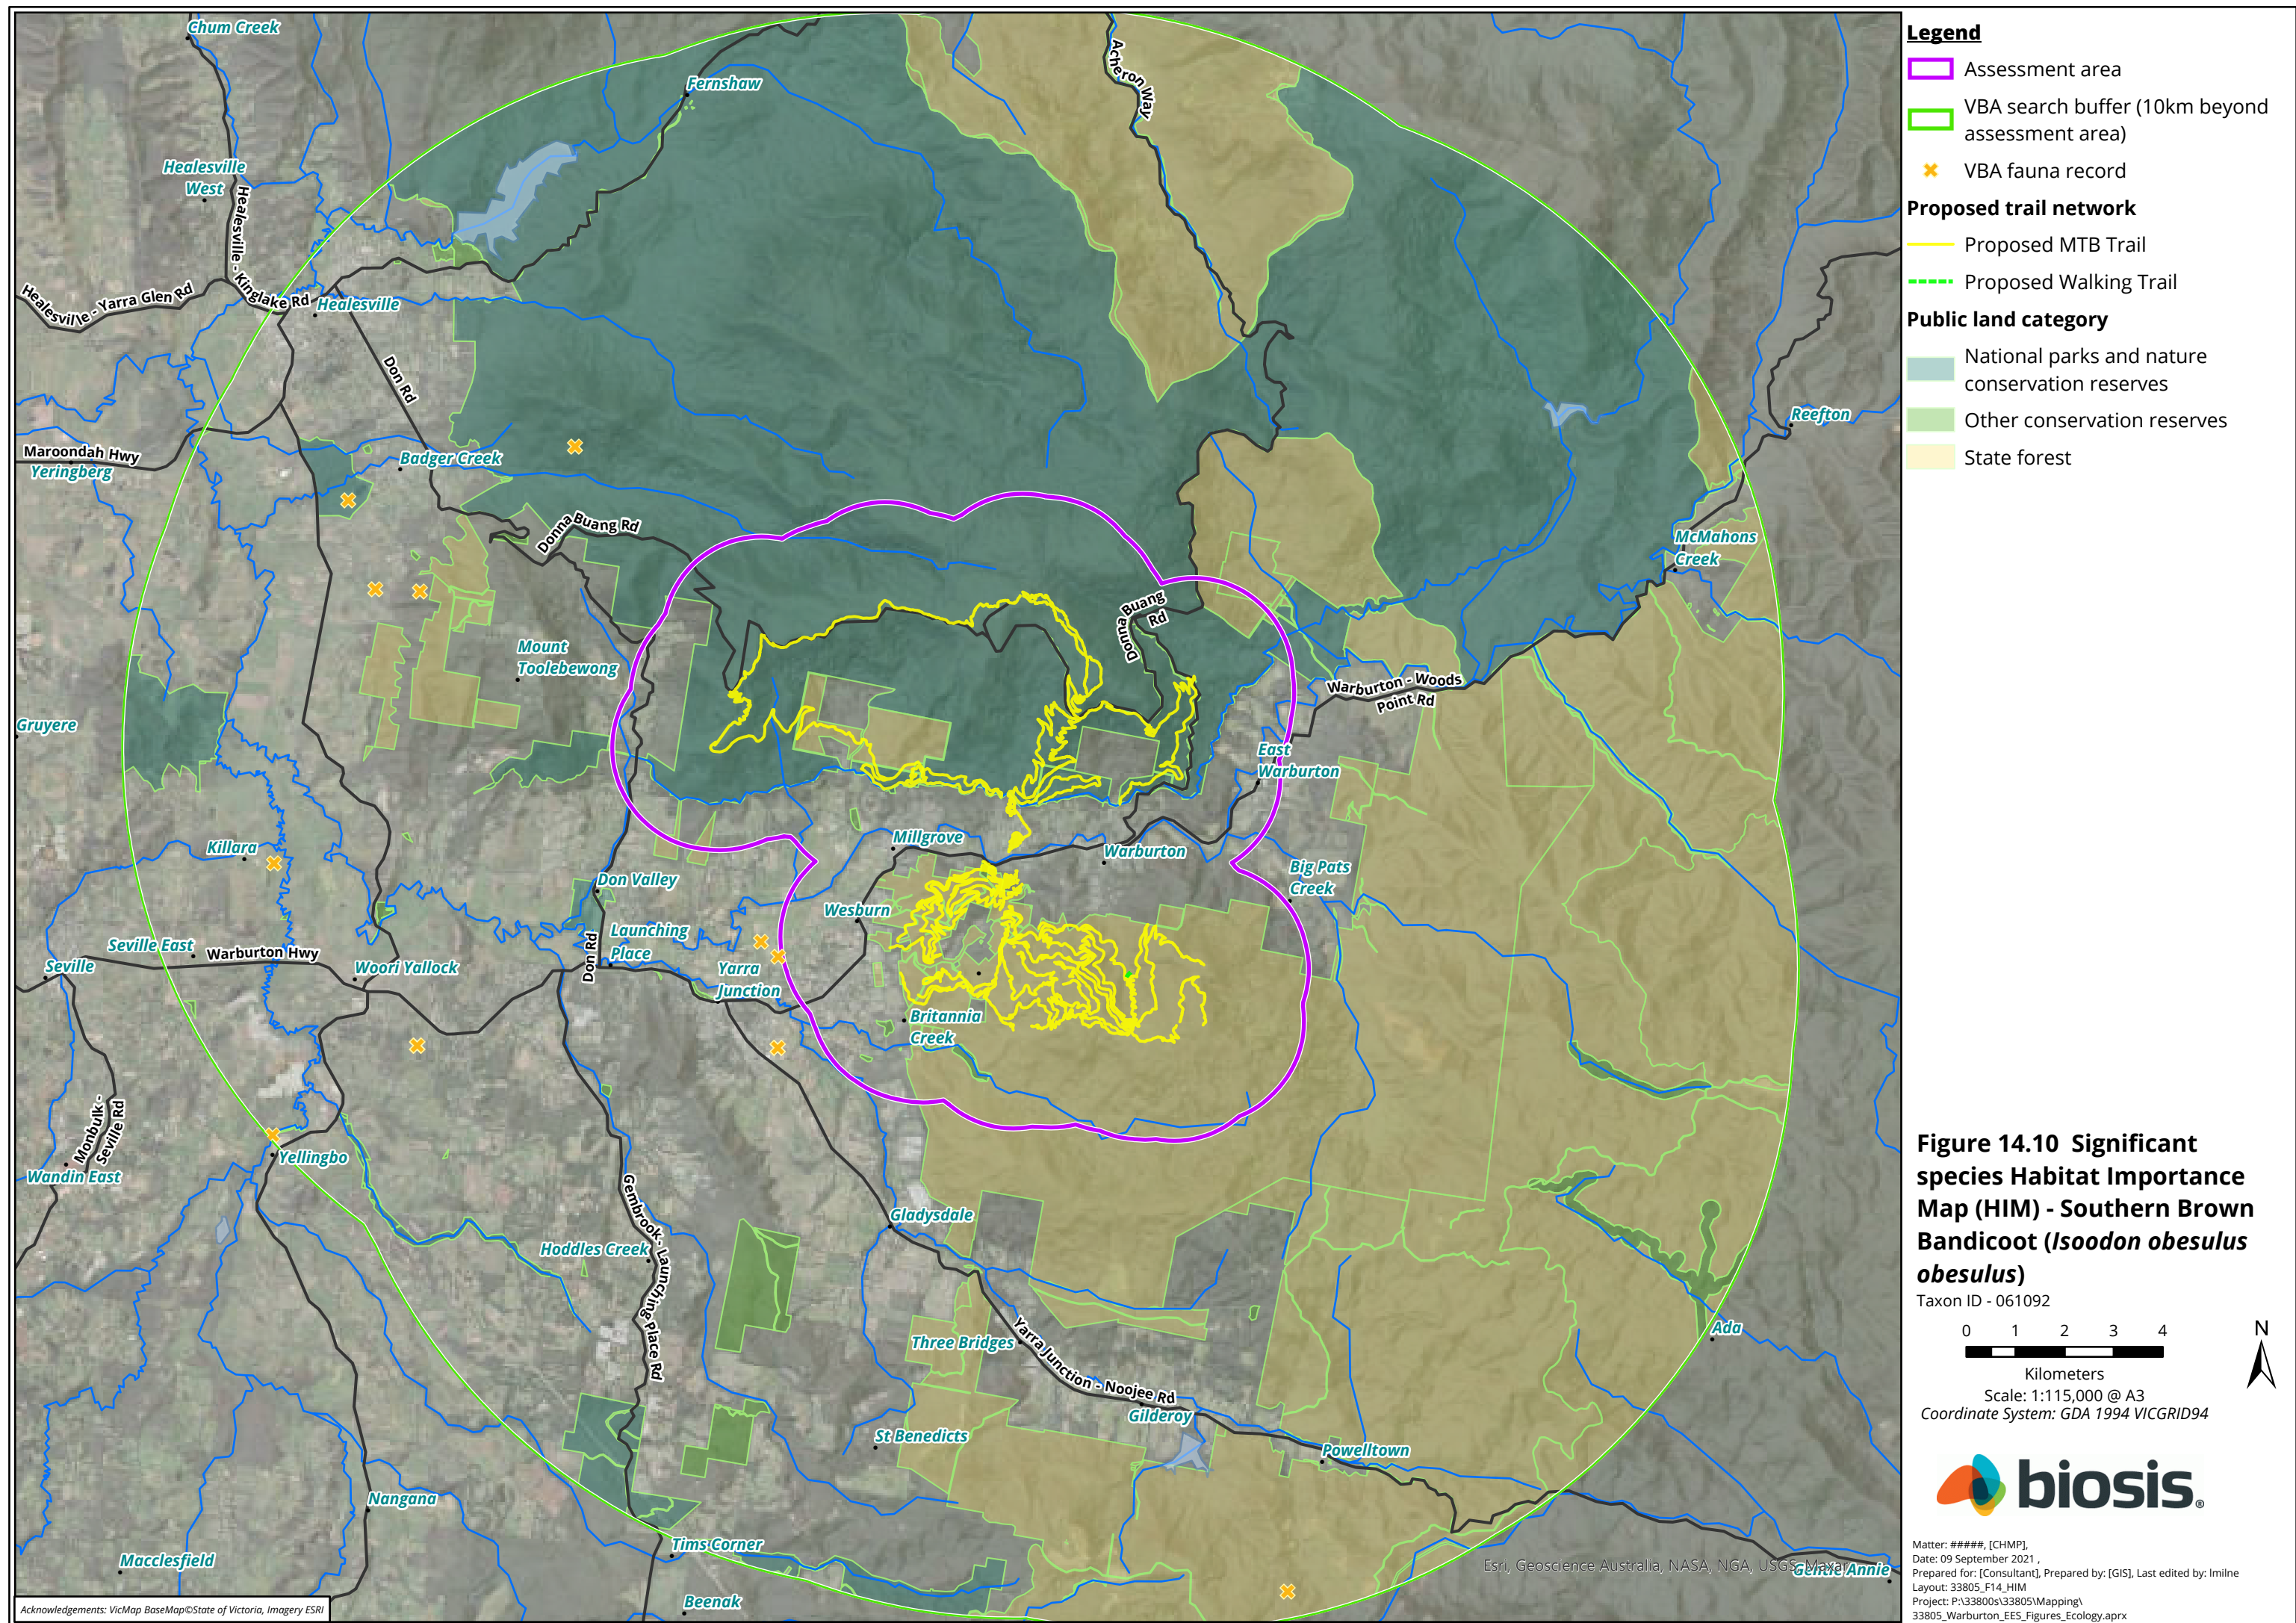 Chum Creek
Fernshaw
Acheron Way
Healesville
West
Healesville - Kinglake Rd
Healesville - Yarra Glen Rd
Healesville
Don Rd
Reefton
Maroondah Hwy
Yeringberg
Badger Creek
Donna Buang Rd
McMahons
Creek
Donna Buang
Rd
Mount
Toolebewong
Warburton - Woods
Point Rd
Gruyere
East
Warburton
Killara
Millgrove
Warburton
Big Pats
Creek
Don Valley
Wesburn
Launching
Place
Seville East
Warburton Hwy
Seville
Woori Yallock
Don Rd
Yarra
Junction
Britannia
Creek
Monbulk -
Seville Rd
Wandin East
Yellingbo
Gembrook - Launching Place Rd
Gladysdale
Hoddles Creek
Three Bridges
Yarra Junction - Noojee Rd
Ada
Gilderoy
St Benedicts
Powelltown
Nangana
Tims Corner
Macclesfield
Beenak
Gentle Annie
Esri, Geoscience Australia, NASA, NGA, USGS, Maxar
Acknowledgements: VicMap BaseMap©State of Victoria, Imagery ESRI
Legend
Assessment area
VBA search buffer (10km beyond
assessment area)
VBA fauna record
Proposed trail network
Proposed MTB Trail
Proposed Walking Trail
Public land category
National parks and nature
conservation reserves
Other conservation reserves
State forest
Figure 14.10 Significant
species Habitat Importance
Map (HIM) - Southern Brown
Bandicoot (Isoodon obesulus
obesulus)
Taxon ID - 061092
0 1 2 3 4
N
Kilometers
Scale: 1:115,000 @ A3
Coordinate System: GDA 1994 VICGRID94
biosis®
Matter: #####, [CHMP],
Date: 09 September 2021 ,
Prepared for: [Consultant], Prepared by: [GIS], Last edited by: lmilne
Layout: 33805_F14_HIM
Project: P:\33800s\33805\Mapping\
33805_Warburton_EES_Figures_Ecology.aprx